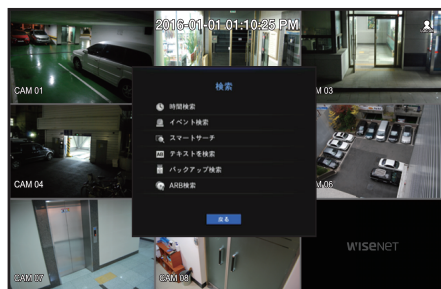 2016-01-01 01:10:25 PM
CAM 01
M 03
検索
時間検索
イベント検索
スマートサーチ
テキストを検索
バックアップ検索
ARB検索
CAM 04
M 06
戻る
WISENET
CAM 07
CAM 08